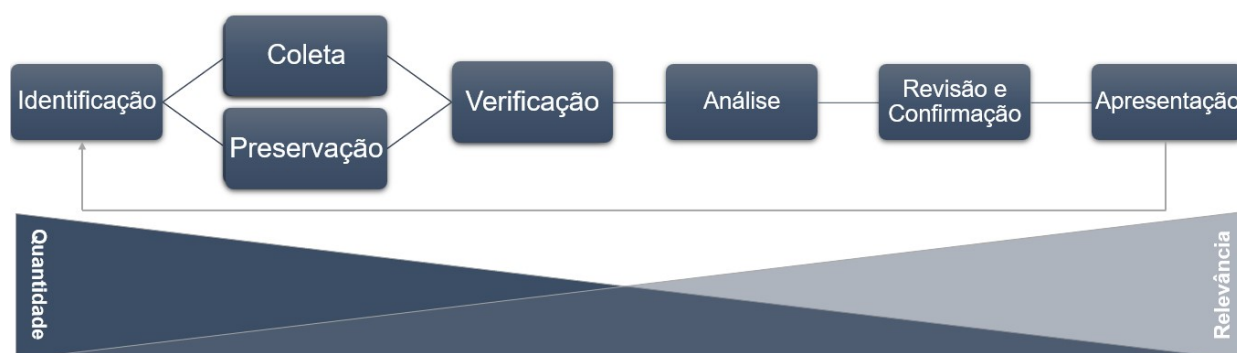 Identificação
Coleta
Preservação
Verificação
Análise
Revisão e
Confirmação
Apresentação
Quantidade
Relevância